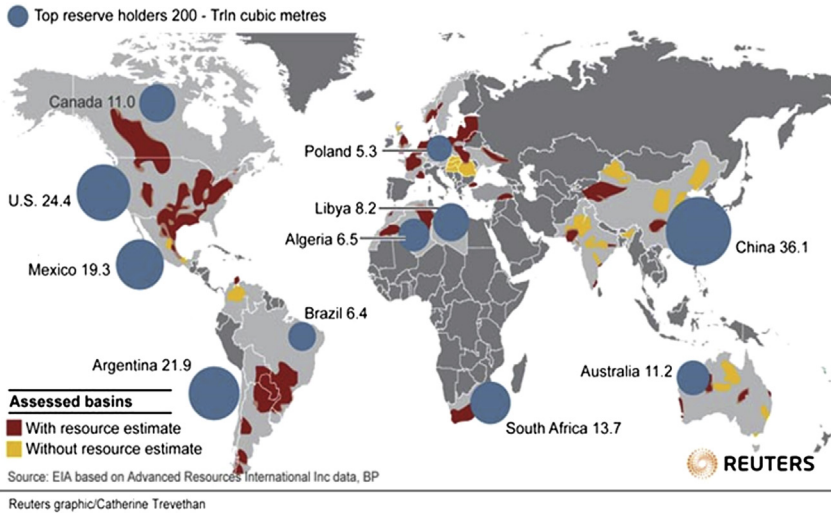 Top reserve holders 200 - Trln cubic metres
Canada 11.0
Poland 5.3
U.S. 24.4
Libya 8.2
Algeria 6.5
China 36.1
Mexico 19.3
Brazil 6.4
Argentina 21.9
Australia 11.2
South Africa 13.7
Assessed basins
With resource estimate
Without resource estimate
REUTERS
Source: EIA based on Advanced Resources International Inc data, BP
Reuters graphic/Catherine Trevethan